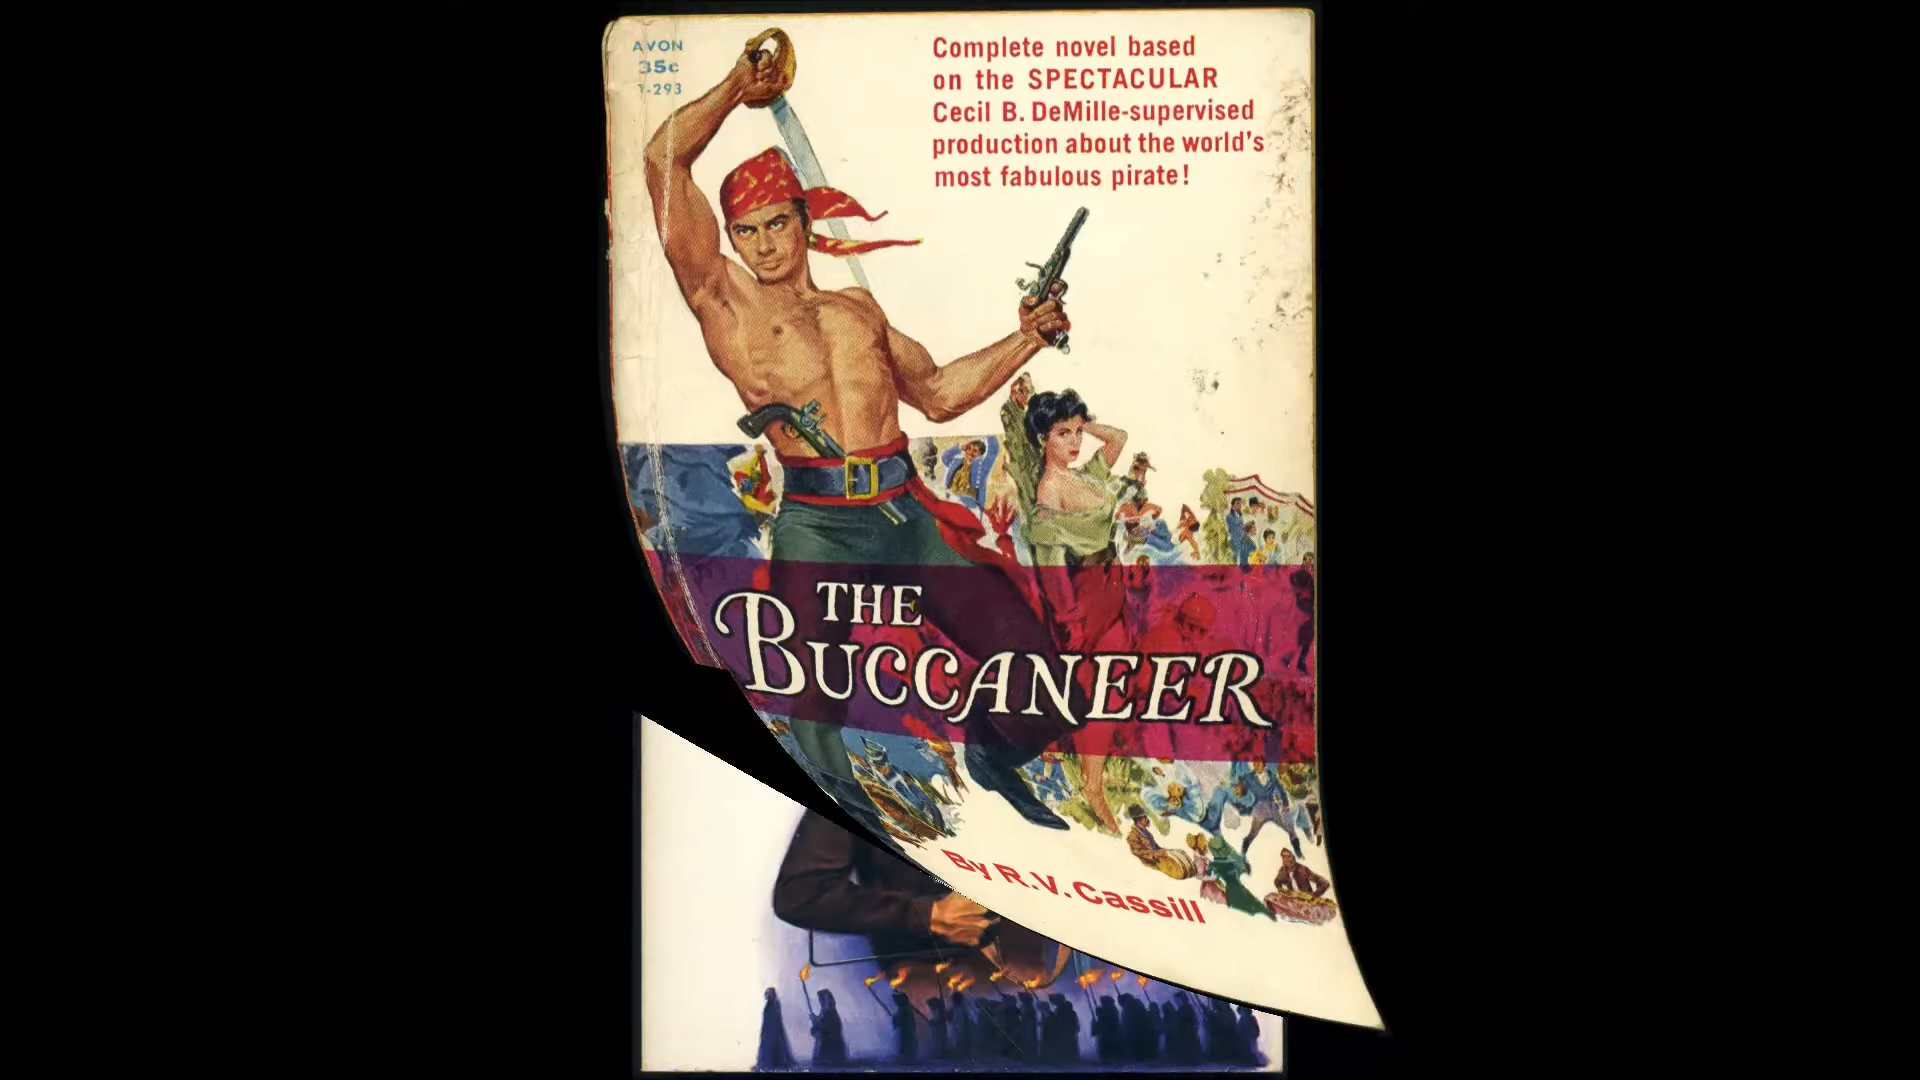 AVON
35c
T-293
Complete novel based
on the SPECTACULAR
Cecil B. DeMille-supervised
production about the world's
most fabulous pirate!
THE
BUCCANEER
By R.V. Cassill